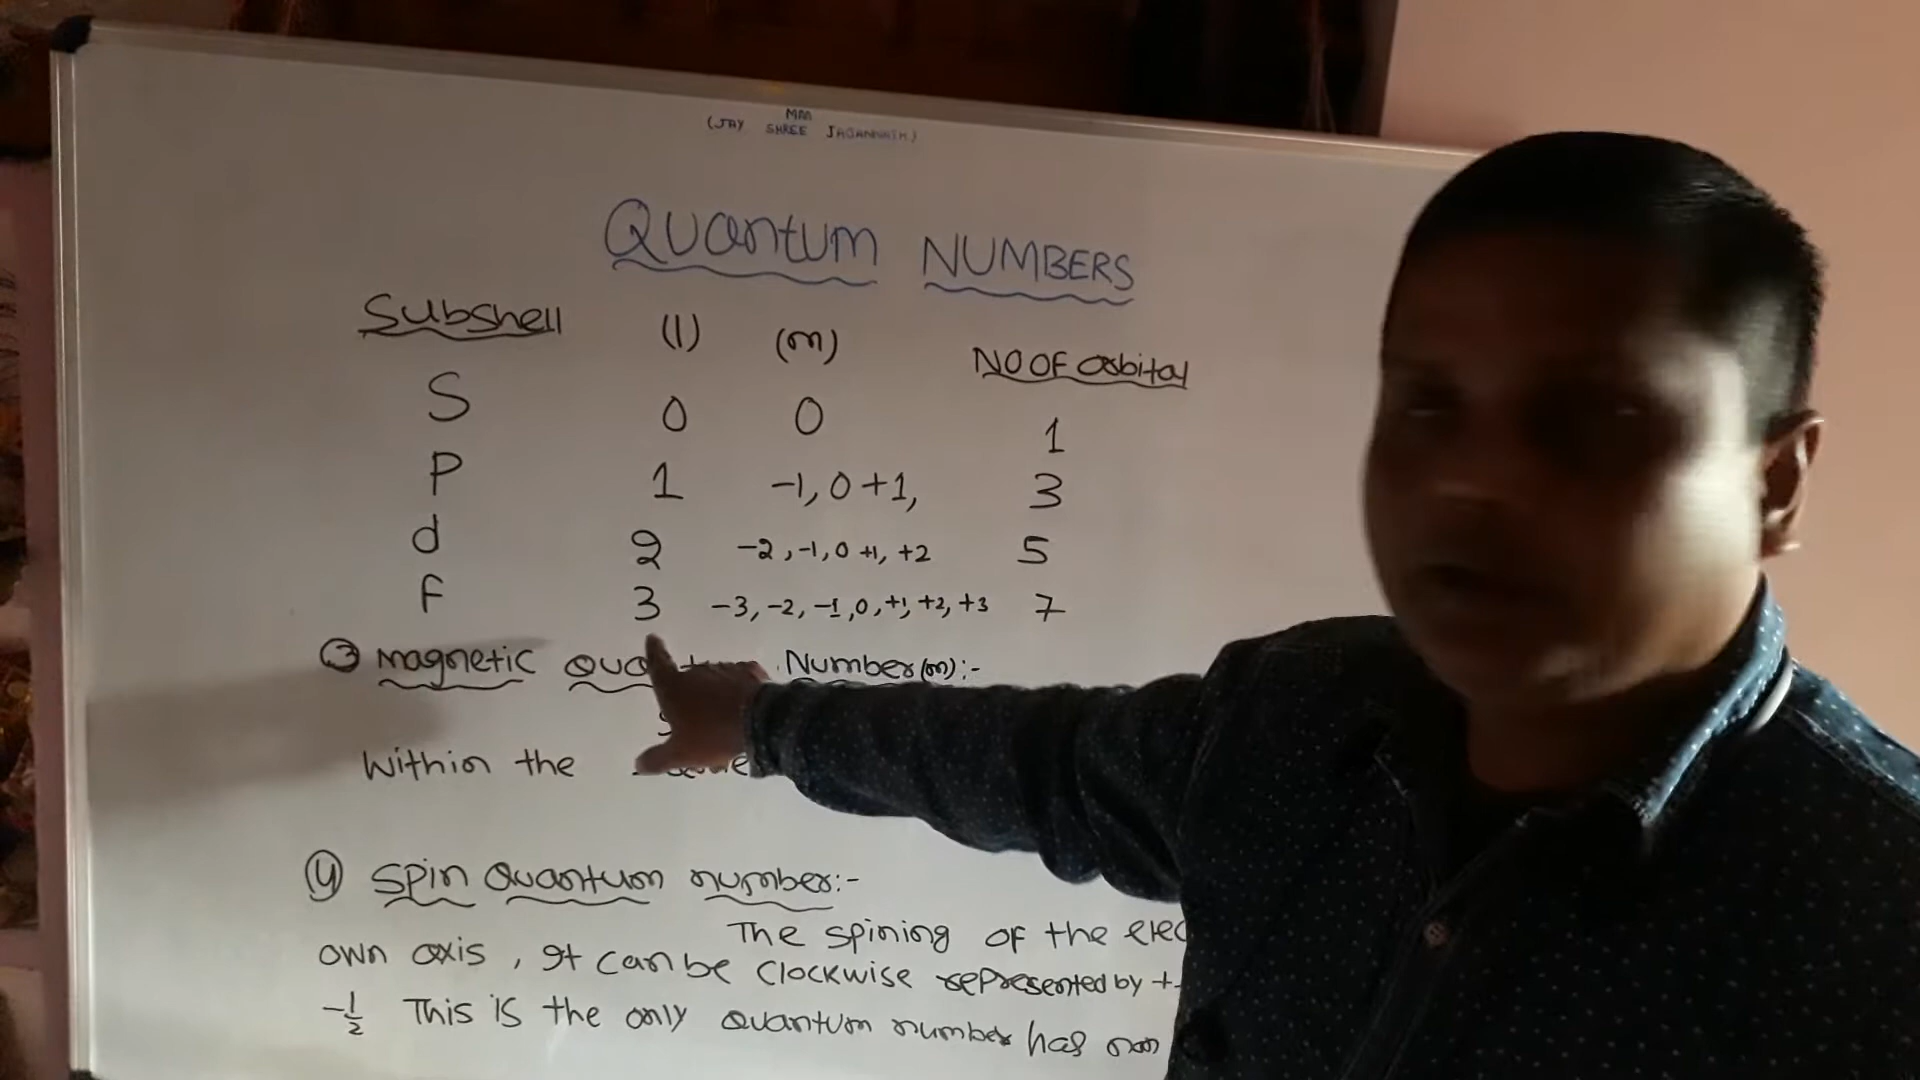 MM
(JAY SHREE JAGANNATH)
QUANTUM NUMBERS
Subshell (l) (m) NO OF Orbital
S 0 0 1
P 1 -1, 0 +1, 3
d 2 -2, -1, 0 +1, +2 5
F 3 -3, -2, -1, 0, +1, +2, +3 7
③ Magnetic Number(m):-
Within the
④ Spin Quantum number:-
The spining of the elec
own axis, It can be clockwise represented by +
-1/2 This is the only Quantum number has non